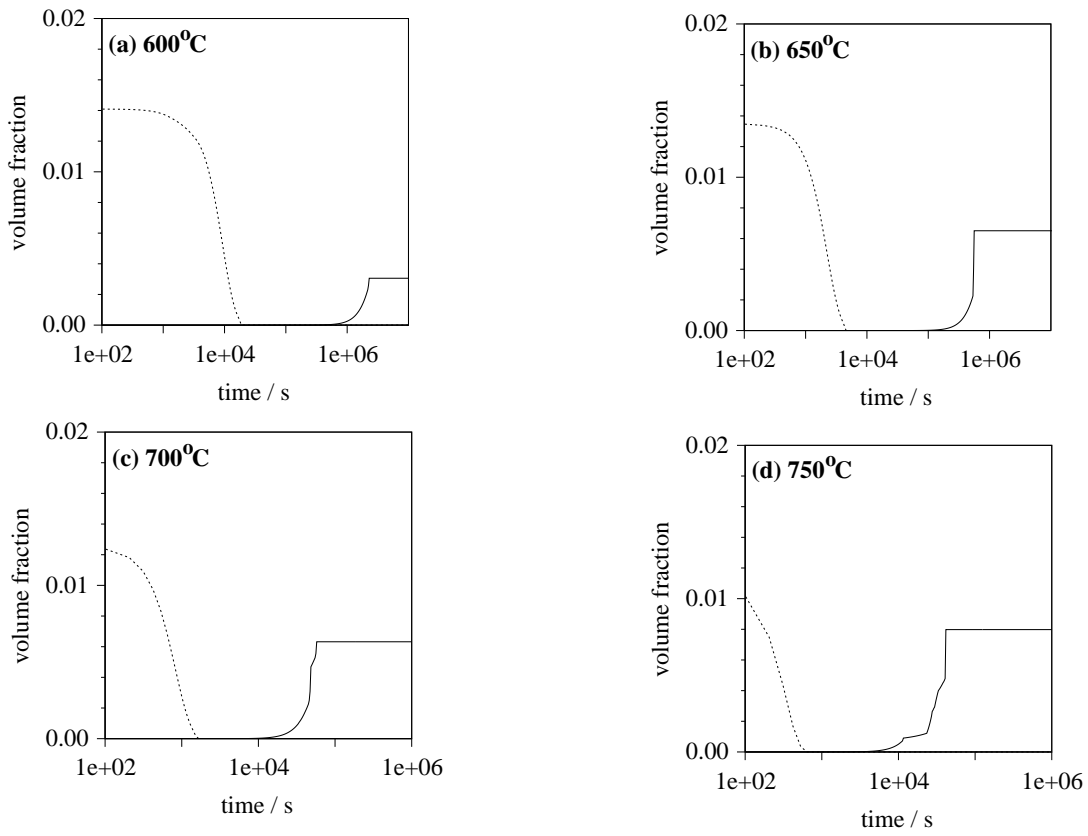 (a) 600°C
0.02
0.01
0.00
volume fraction
1e+02 1e+04 1e+06
time / s
(b) 650°C
0.02
0.01
0.00
volume fraction
1e+02 1e+04 1e+06
time / s
(c) 700°C
0.02
0.01
0.00
volume fraction
1e+02 1e+04 1e+06
time / s
(d) 750°C
0.02
0.01
0.00
volume fraction
1e+02 1e+04 1e+06
time / s